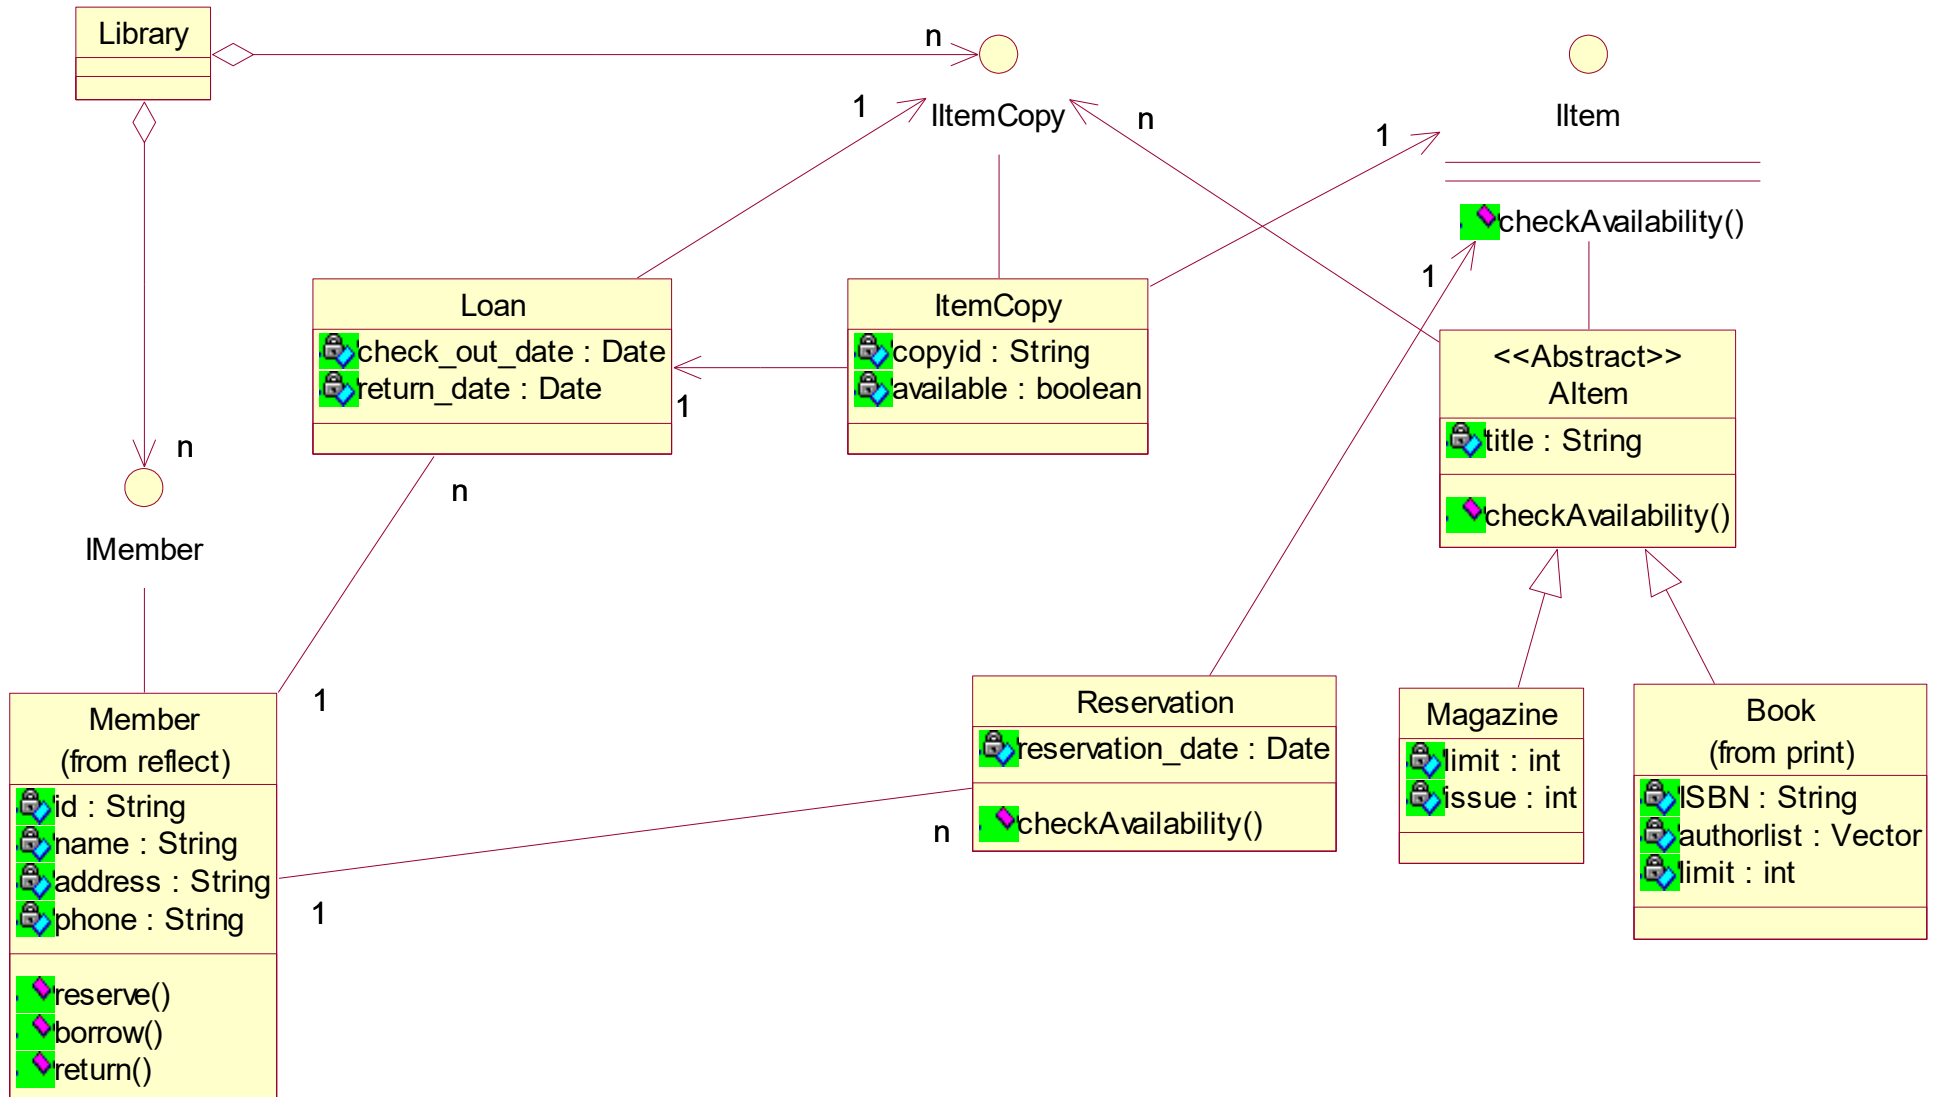 Library
n
1
IItemCopy
n
1
IItem
checkAvailability()
1
Loan
check_out_date : Date
return_date : Date
1
ItemCopy
copyid : String
available : boolean
<<Abstract>>
AItem
title : String
checkAvailability()
n
IMember
n
1
Member
(from reflect)
id : String
name : String
address : String
phone : String
reserve()
borrow()
return()
1
n
Reservation
reservation_date : Date
checkAvailability()
Magazine
limit : int
issue : int
Book
(from print)
ISBN : String
authorlist : Vector
limit : int